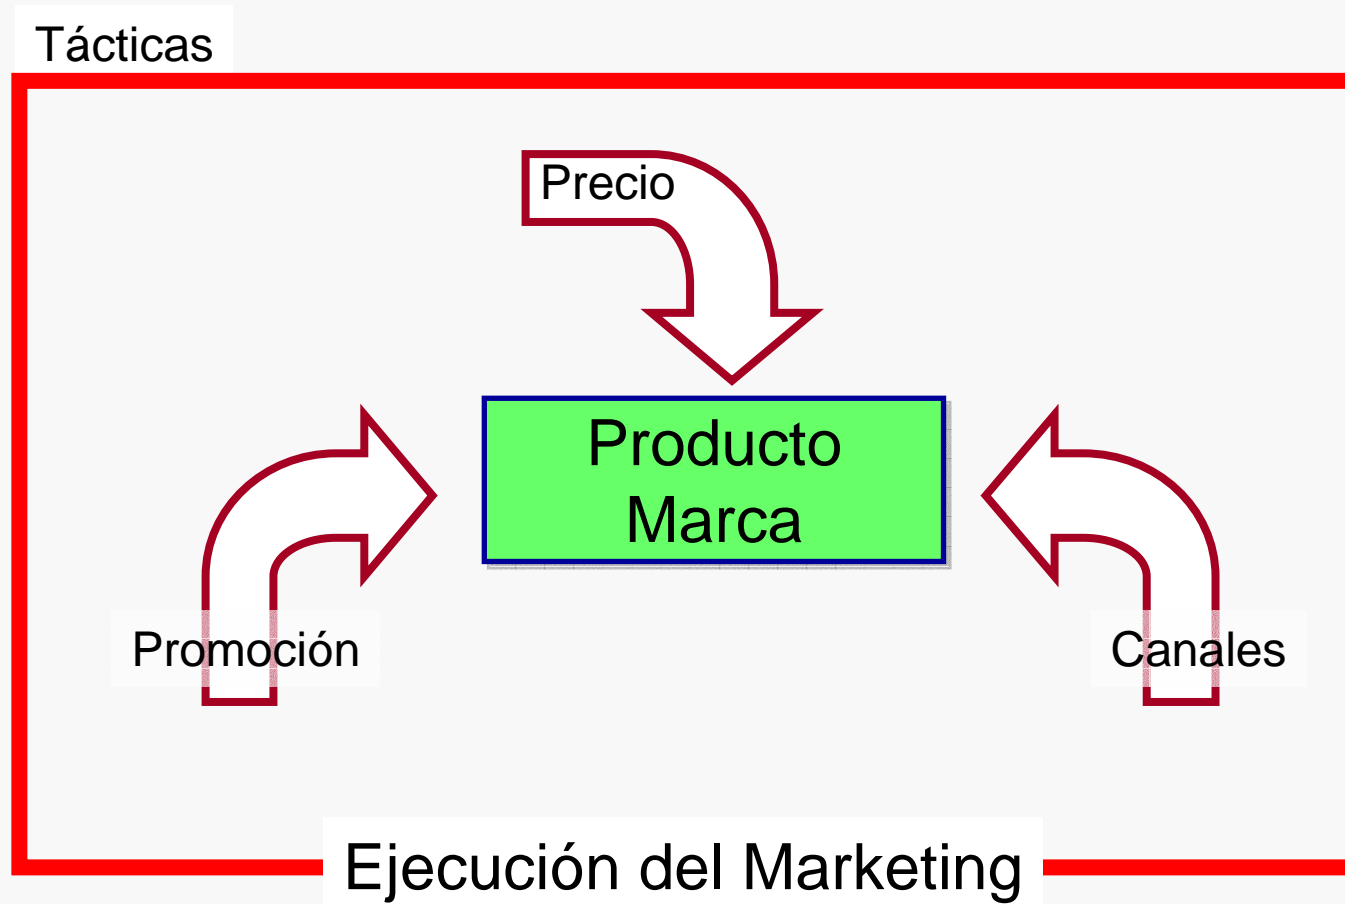 Tácticas
Precio
Producto
Marca
Promoción
Canales
Ejecución del Marketing